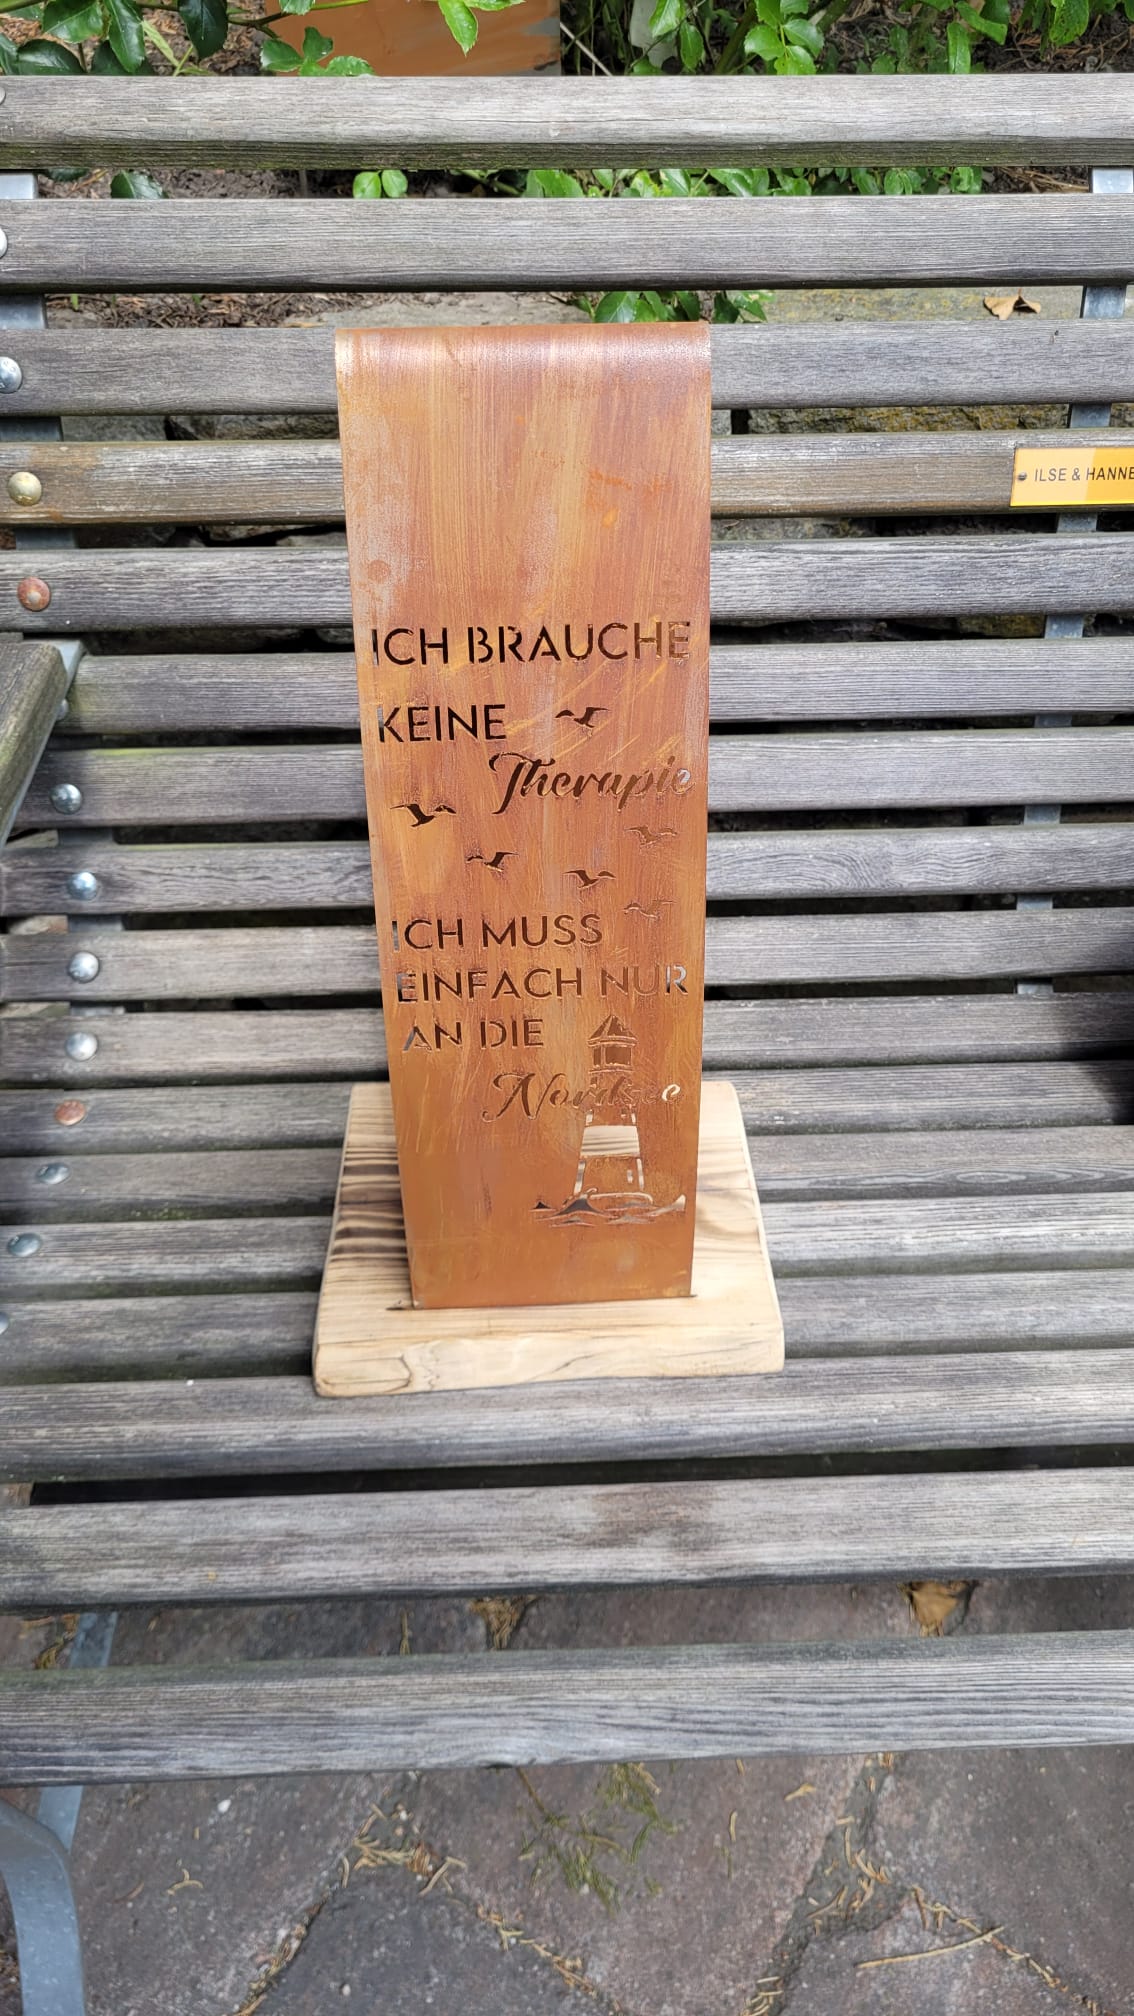 ILSE & HANNE
ICH BRAUCHE
KEINE
Therapie
ICH MUSS
EINFACH NUR
AN DIE
Nordsee